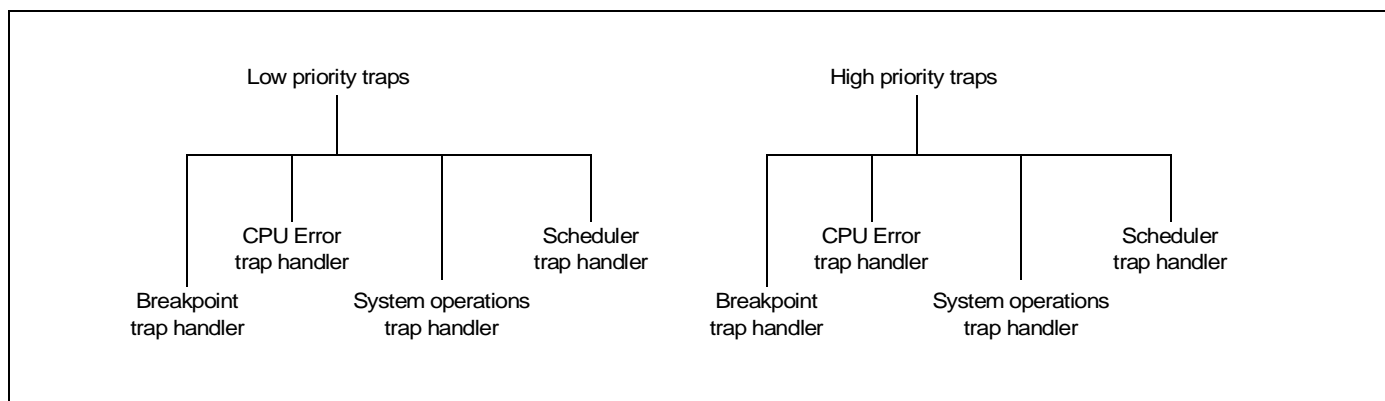 Low priority traps
High priority traps
CPU Error
trap handler
Scheduler
trap handler
Breakpoint
trap handler
System operations
trap handler
CPU Error
trap handler
Scheduler
trap handler
Breakpoint
trap handler
System operations
trap handler